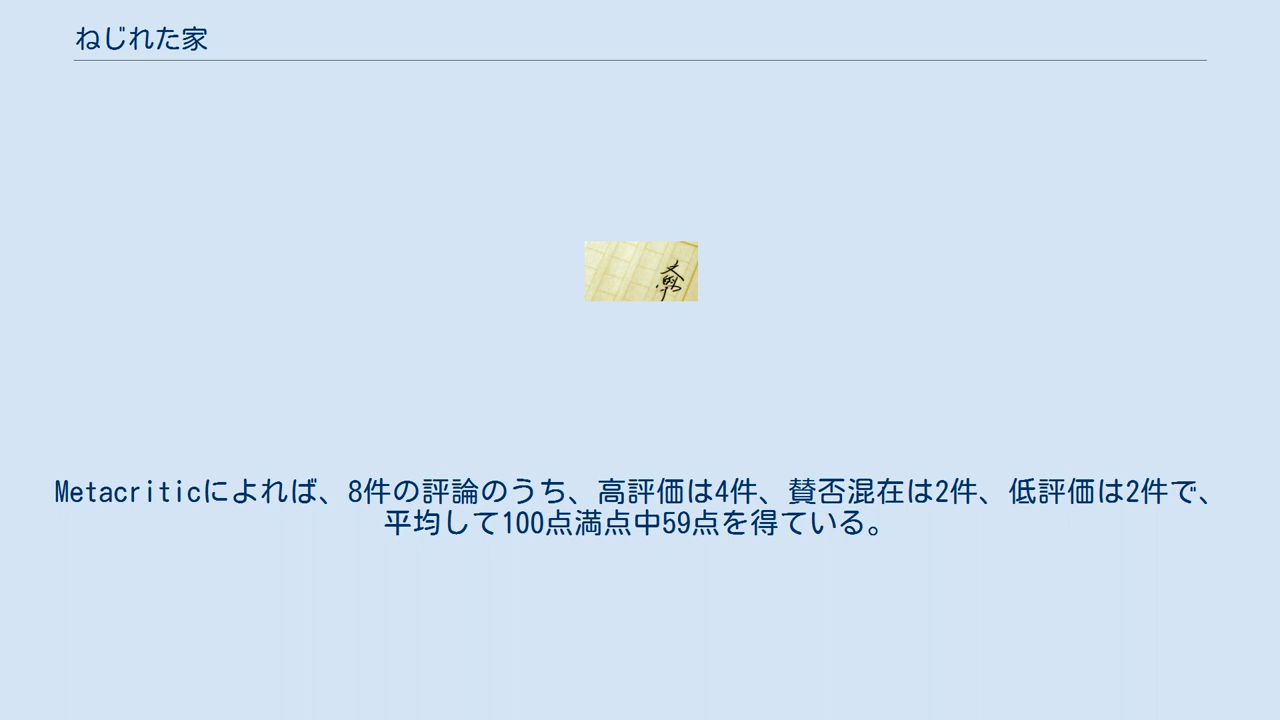 ねじれた家
Metacriticによれば、8件の評論のうち、高評価は4件、賛否混在は2件、低評価は2件で、
平均して100点満点中59点を得ている。